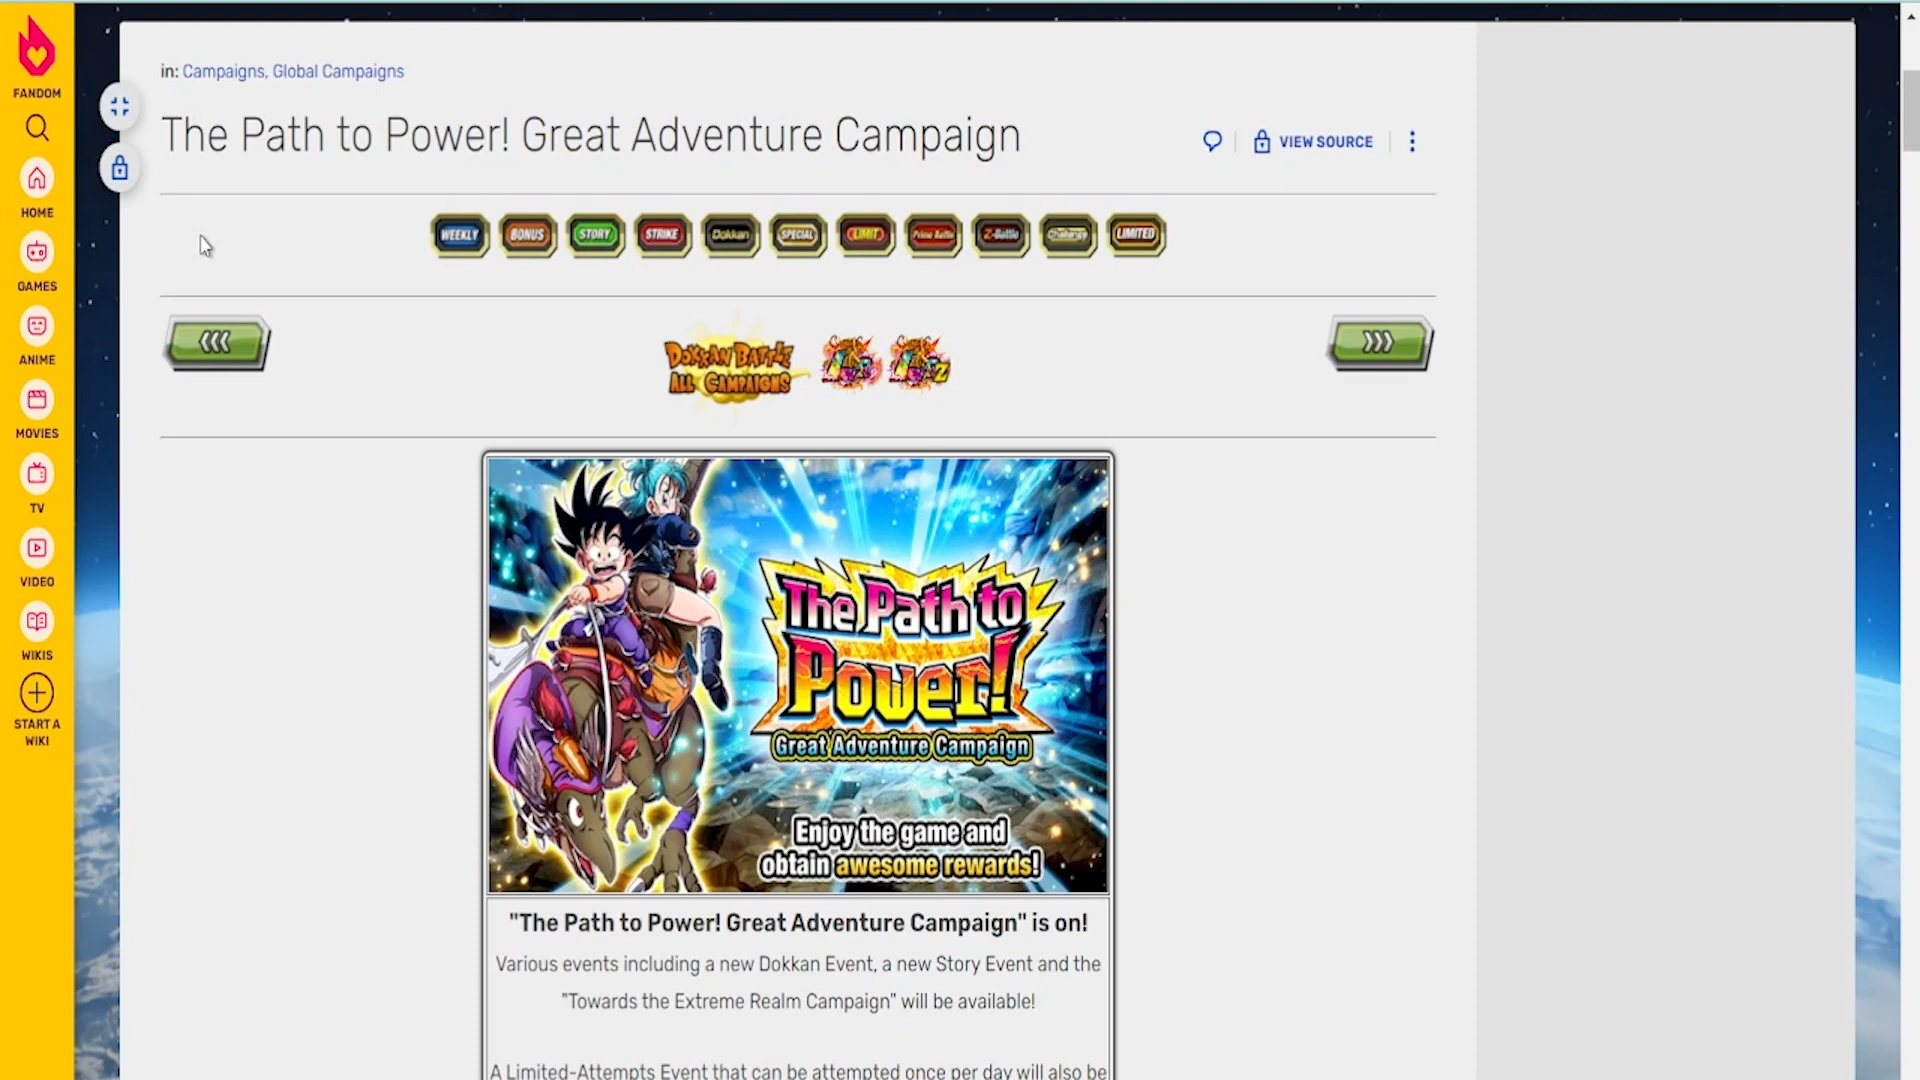 in: Campaigns, Global Campaigns
FANDOM
The Path to Power! Great Adventure Campaign
VIEW SOURCE
HOME
GAMES
ANIME
MOVIES
TV
VIDEO
WIKIS
START A
WIKI
WEEKLY
BONUS
STORY
STRIKE
Dokkan
SPECIAL
LIMIT
Prime Battle
Z-Battle
Challenge
LIMITED
DOKKAN BATTLE
ALL CAMPAIGNS
The Path to
Power!
Great Adventure Campaign
Enjoy the game and
obtain awesome rewards!
"The Path to Power! Great Adventure Campaign" is on!
Various events including a new Dokkan Event, a new Story Event and the
"Towards the Extreme Realm Campaign" will be available!
A Limited-Attempts Event that can be attempted once per day will also be